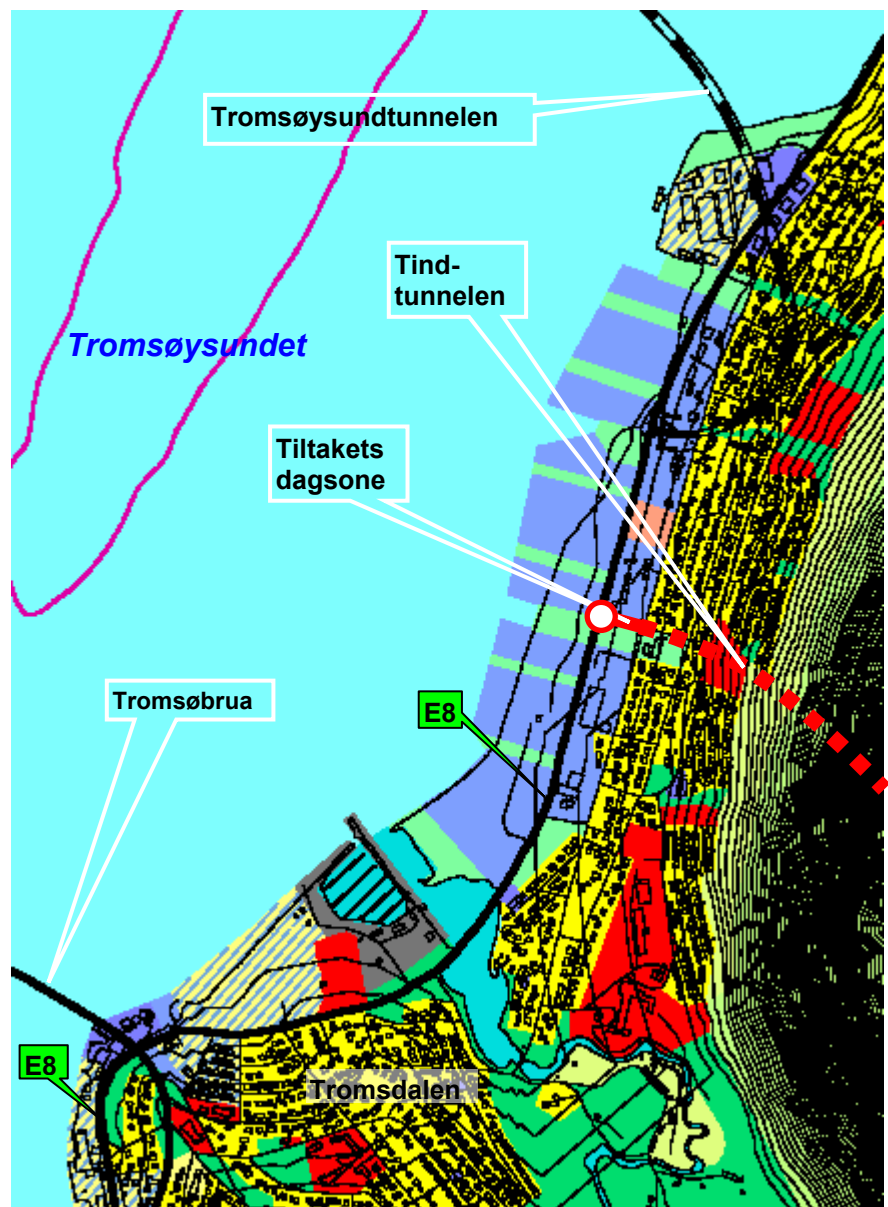 Tromsøysundtunnelen
Tind-
tunnelen
Tromsøysundet
Tiltakets
dagsone
Tromsøbrua
E8
E8
Tromsdalen